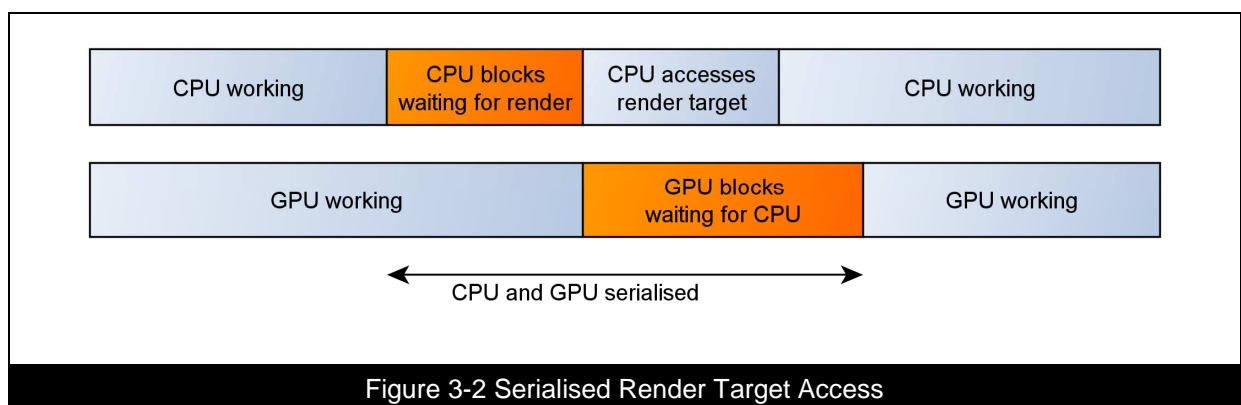 CPU working
CPU blocks
waiting for render
CPU accesses
render target
CPU working
GPU working
GPU blocks
waiting for CPU
GPU working
CPU and GPU serialised
Figure 3-2 Serialised Render Target Access